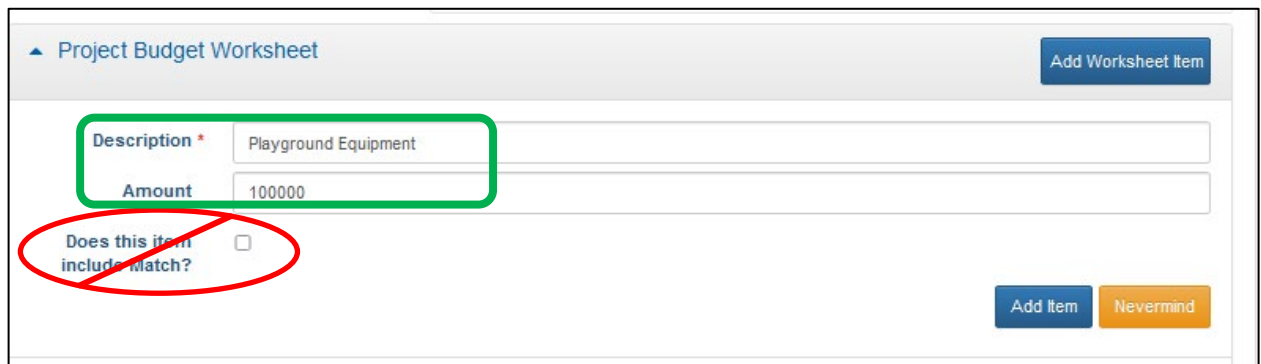 Project Budget Worksheet
Add Worksheet Item
Description *
Playground Equipment
Amount
100000
Does this item
include Match?
Add Item
Nevermind